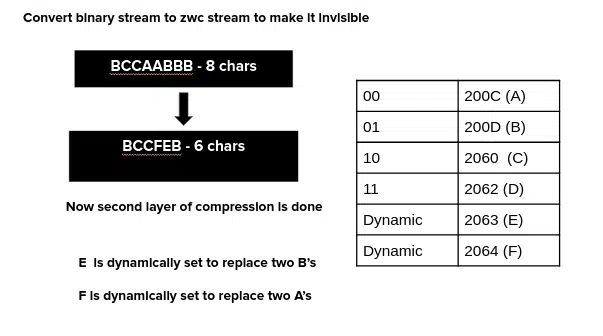 Convert binary stream to zwc stream to make it invisible
BCCAABBB - 8 chars
BCCFEB - 6 chars
Now second layer of compression is done
E is dynamically set to replace two B's
F is dynamically set to replace two A's
00 200C (A)
01 200D (B)
10 2060 (C)
11 2062 (D)
Dynamic 2063 (E)
Dynamic 2064 (F)